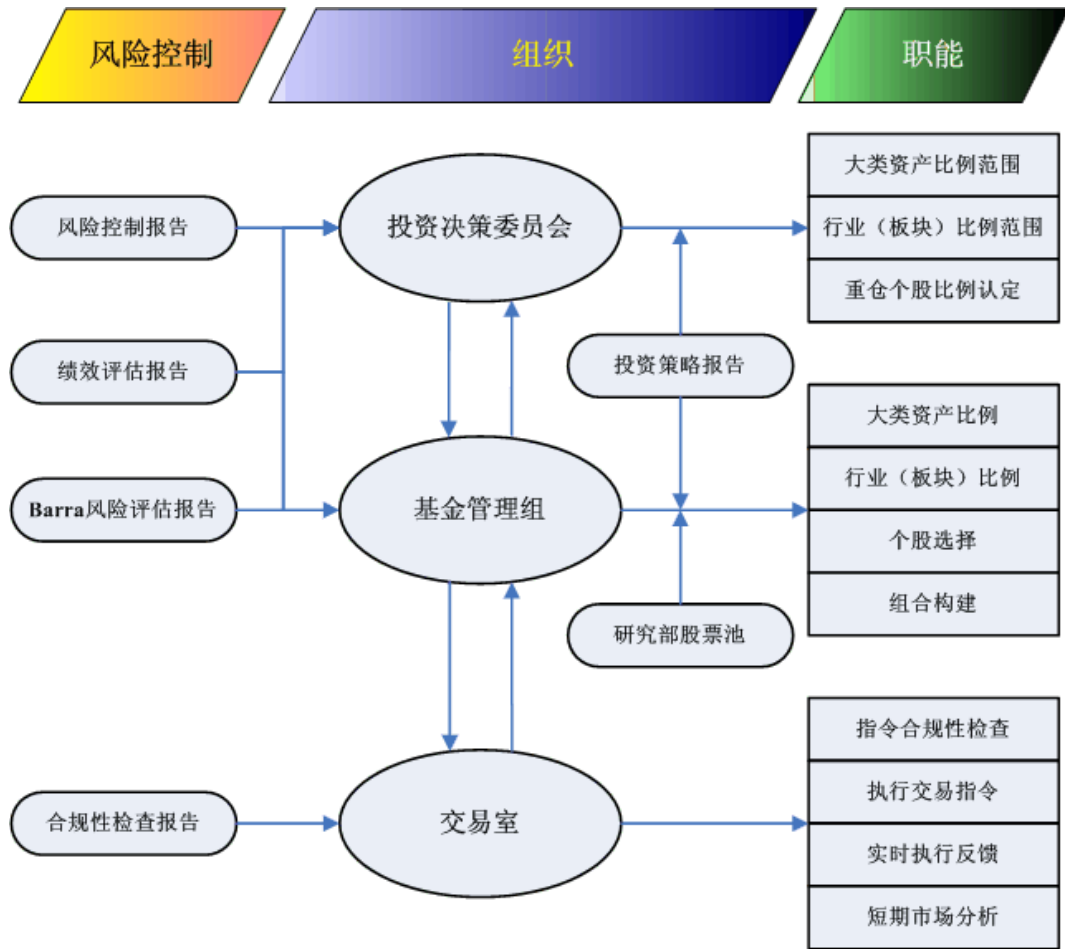 风险控制
组织
职能
风险控制报告
绩效评估报告
Barra风险评估报告
合规性检查报告
投资决策委员会
基金管理组
交易室
投资策略报告
研究部股票池
大类资产比例范围
行业（板块）比例范围
重仓个股比例认定
大类资产比例
行业（板块）比例
个股选择
组合构建
指令合规性检查
执行交易指令
实时执行反馈
短期市场分析